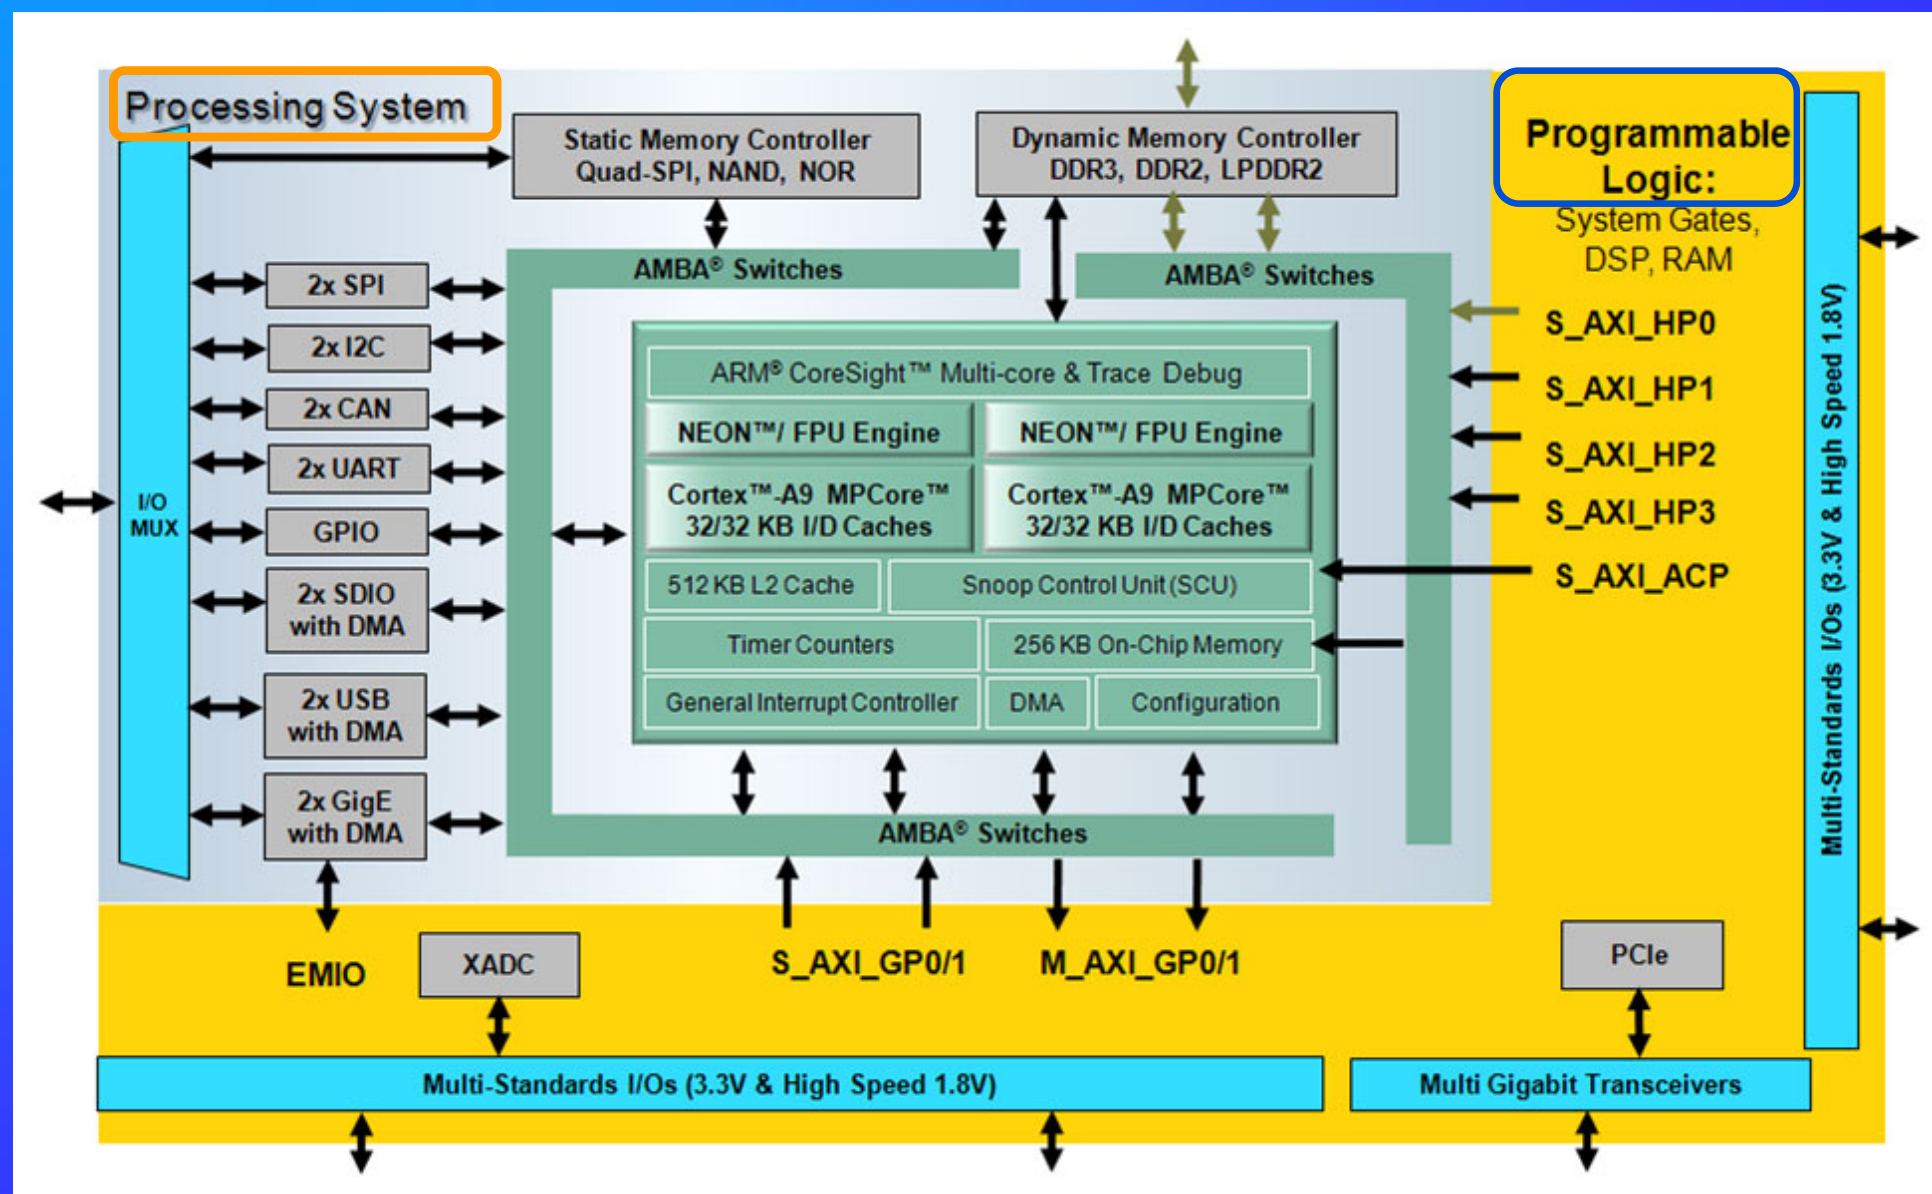 Processing System
Static Memory Controller
Quad-SPI, NAND, NOR
Dynamic Memory Controller
DDR3, DDR2, LPDDR2
Programmable
Logic:
System Gates,
DSP, RAM
AMBA® Switches
AMBA® Switches
I/O
MUX
2x SPI
2x I2C
2x CAN
2x UART
GPIO
2x SDIO
with DMA
2x USB
with DMA
2x GigE
with DMA
ARM® CoreSight™ Multi-core & Trace Debug
NEON™/ FPU Engine
NEON™/ FPU Engine
Cortex™-A9 MPCore™
32/32 KB I/D Caches
Cortex™-A9 MPCore™
32/32 KB I/D Caches
512 KB L2 Cache
Snoop Control Unit (SCU)
Timer Counters
256 KB On-Chip Memory
General Interrupt Controller
DMA
Configuration
AMBA® Switches
S_AXI_HP0
S_AXI_HP1
S_AXI_HP2
S_AXI_HP3
S_AXI_ACP
Multi-Standards I/Os (3.3V & High Speed 1.8V)
EMIO
XADC
S_AXI_GP0/1
M_AXI_GP0/1
PCIe
Multi-Standards I/Os (3.3V & High Speed 1.8V)
Multi Gigabit Transceivers